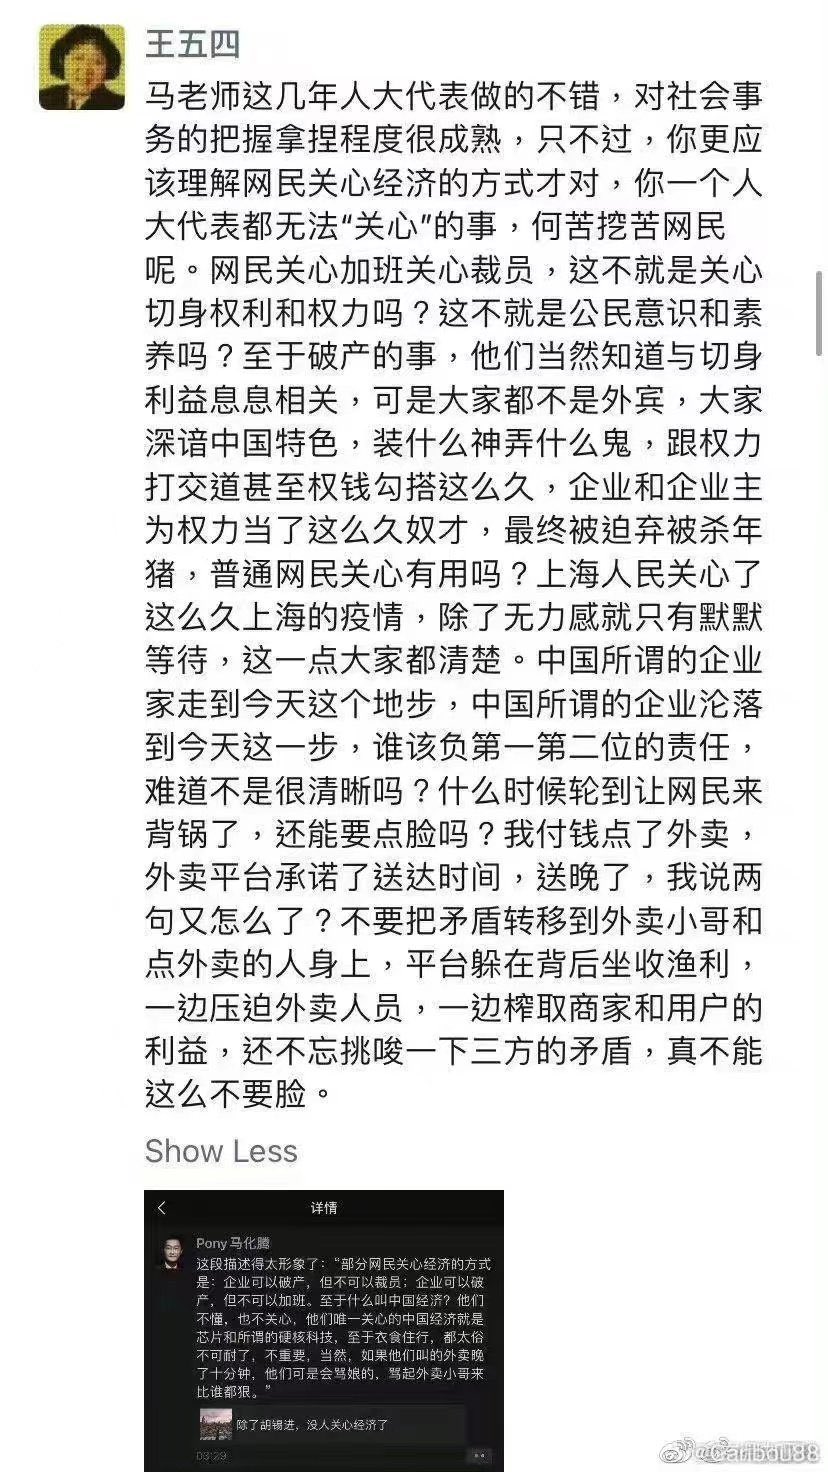 王五四
马老师这几年人大代表做的不错，对社会事
务的把握拿捏程度很成熟，只不过，你更应
该理解网民关心经济的方式才对，你一个人
大代表都无法“关心”的事，何苦挖苦网民
呢。网民关心加班关心裁员，这不就是关心
切身权利和权力吗？这不就是公民意识和素
养吗？至于破产的事，他们当然知道与切身
利益息息相关，可是大家都不是外宾，大家
深谙中国特色，装什么神弄什么鬼，跟权力
打交道甚至权钱勾搭这么久，企业和企业主
为权力当了这么久奴才，最终被迫弃被杀年
猪，普通网民关心有用吗？上海人民关心了
这么久上海的疫情，除了无力感就只有默默
等待，这一点大家都清楚。中国所谓的企业
家走到今天这个地步，中国所谓的企业沦落
到今天这一步，谁该负第一第二位的责任，
难道不是很清晰吗？什么时候轮到让网民来
背锅了，还能要点脸吗？我付钱点了外卖，
外卖平台承诺了送达时间，送晚了，我说两
句又怎么了？不要把矛盾转移到外卖小哥和
点外卖的人身上，平台躲在背后坐收渔利，
一边压迫外卖人员，一边榨取商家和用户的
利益，还不忘挑唆一下三方的矛盾，真不能
这么不要脸。
Show Less
详情
Pony马化腾
这段描述得太形象了：“部分网民关心经济的方式
是：企业可以破产，但不可以裁员；企业可以破
产，但不可以加班。至于什么叫中国经济？他们
不懂，也不关心，他们唯一关心的中国经济就是
芯片和所谓的硬核科技，至于衣食住行，都太俗
不可耐了，不重要，当然，如果他们叫的外卖晚
了十分钟，他们可是会骂娘的，骂起外卖小哥来
比谁都狠。”
除了胡锡进，没人关心经济了
03:29
@Caribou88